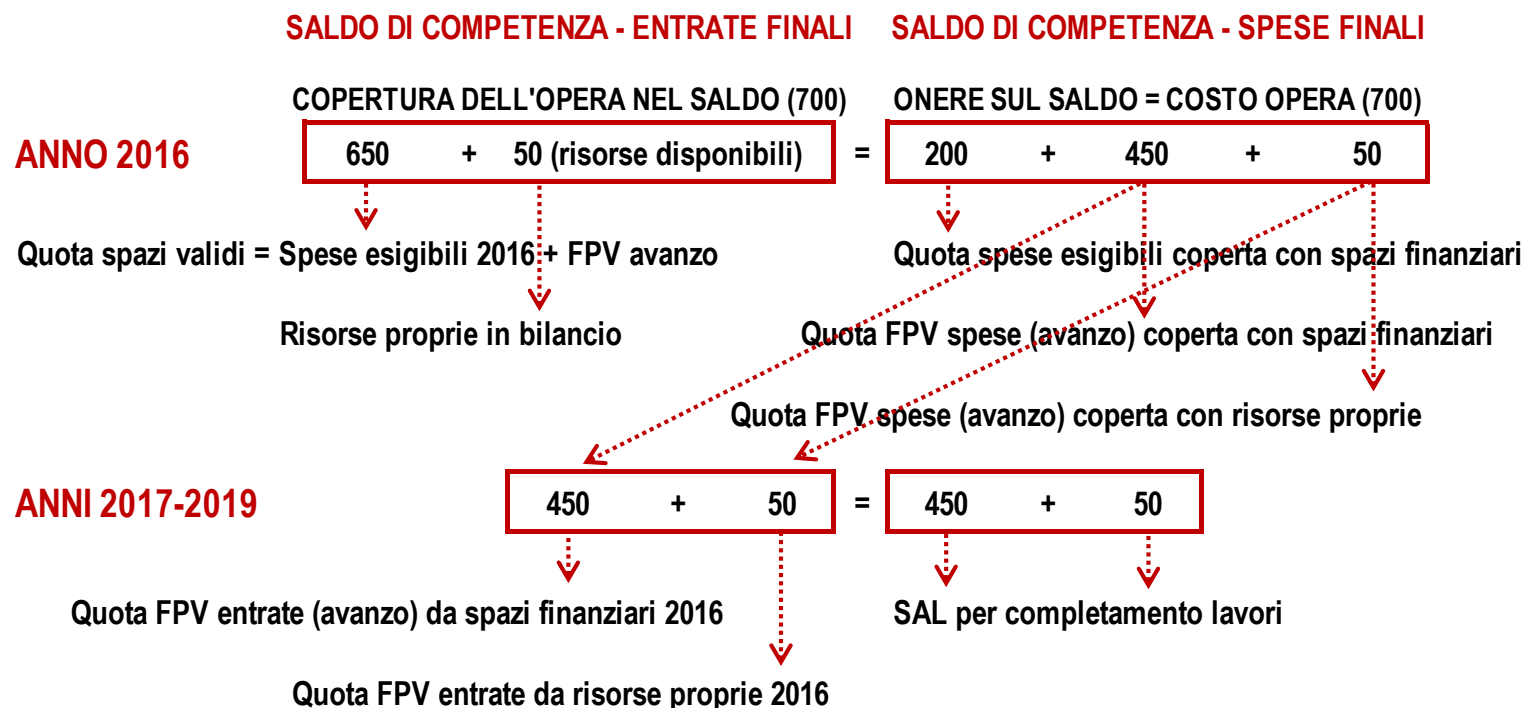 SALDO DI COMPETENZA - ENTRATE FINALI SALDO DI COMPETENZA - SPESE FINALI
COPERTURA DELL'OPERA NEL SALDO (700) ONERE SUL SALDO = COSTO OPERA (700)
ANNO 2016 650 + 50 (risorse disponibili) = 200 + 450 + 50
Quota spazi validi = Spese esigibili 2016 + FPV avanzo Quota spese esigibili coperta con spazi finanziari
Risorse proprie in bilancio Quota FPV spese (avanzo) coperta con spazi finanziari
Quota FPV spese (avanzo) coperta con risorse proprie
ANNI 2017-2019 450 + 50 = 450 + 50
Quota FPV entrate (avanzo) da spazi finanziari 2016 SAL per completamento lavori
Quota FPV entrate da risorse proprie 2016